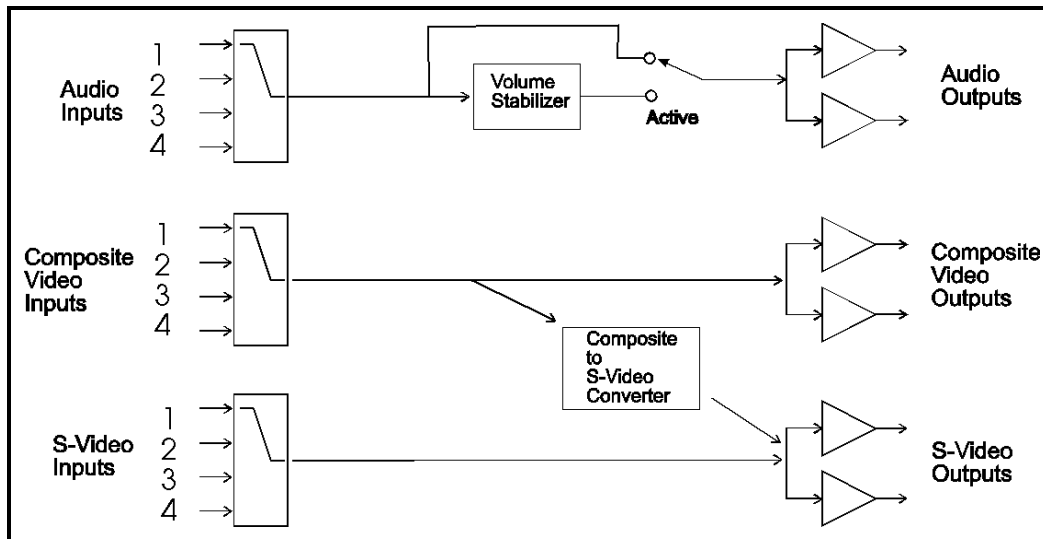 Audio
Inputs
1
2
3
4
Volume
Stabilizer
Active
Audio
Outputs
Composite
Video
Inputs
1
2
3
4
Composite
Video
Outputs
Composite
to
S-Video
Converter
S-Video
Inputs
1
2
3
4
S-Video
Outputs